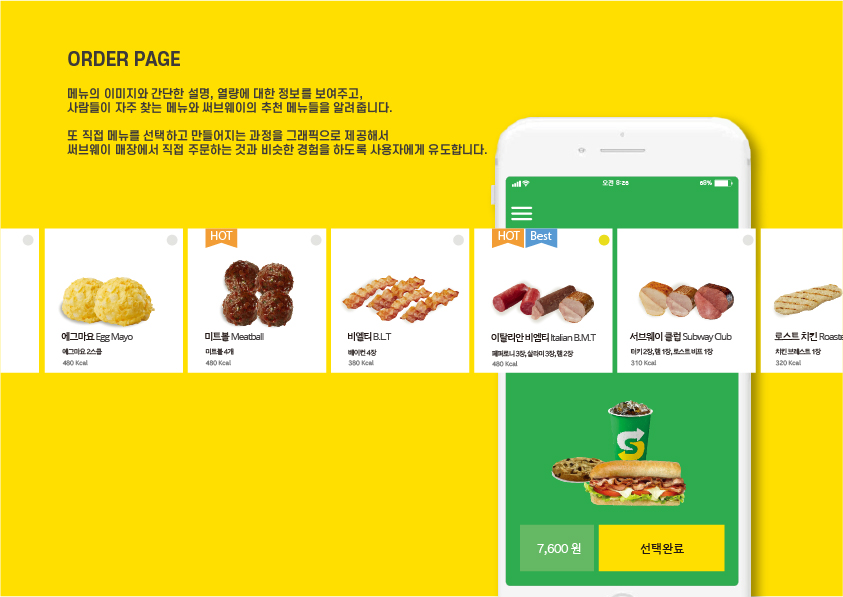 ORDER PAGE
메뉴의 이미지와 간단한 설명, 열량에 대한 정보를 보여주고,
사람들이 자주 찾는 메뉴와 써브웨이의 추천 메뉴들을 알려줍니다.
또 직접 메뉴를 선택하고 만들어지는 과정을 그래픽으로 제공해서
써브웨이 매장에서 직접 주문하는 것과 비슷한 경험을 하도록 사용자에게 유도합니다.
오전 8:26
68%
에그마요 Egg Mayo
에그마요 2스쿱
480 Kcal
HOT
미트볼 Meatball
미트볼 4개
480 Kcal
비엘티 B.L.T
베이컨 4장
380 Kcal
HOT Best
이탈리안 비엠티 Italian B.M.T
페퍼로니 3장, 살라미 3장, 햄 2장
480 Kcal
서브웨이 클럽 Subway Club
터키 2장, 햄 1장, 로스트 비프 1장
310 Kcal
로스트 치킨 Roaste
치킨 브레스트 1장
320 Kcal
S
7,600 원
선택완료